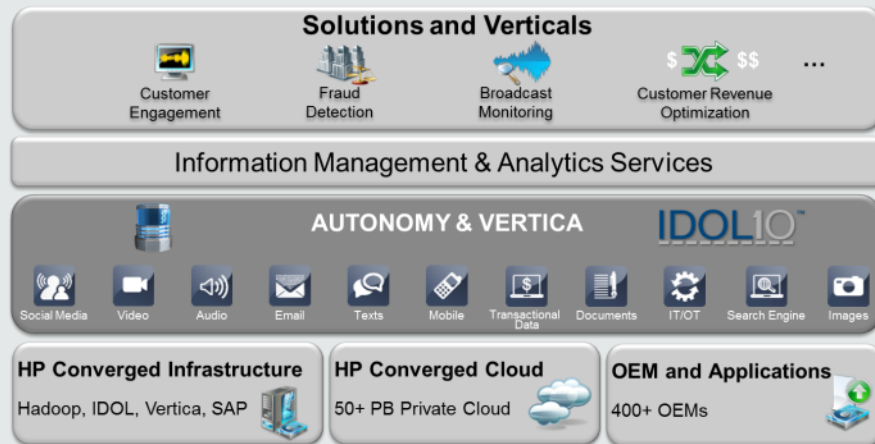 Solutions and Verticals
$ $$
...
Customer
Engagement
Fraud
Detection
Broadcast
Monitoring
Customer Revenue
Optimization
Information Management & Analytics Services
AUTONOMY & VERTICA
IDOL10™
Social Media
Video
Audio
Email
Texts
Mobile
$
Transactional
Data
Documents
IT/OT
Search Engine
Images
HP Converged Infrastructure
Hadoop, IDOL, Vertica, SAP
HP Converged Cloud
50+ PB Private Cloud
OEM and Applications
400+ OEMs